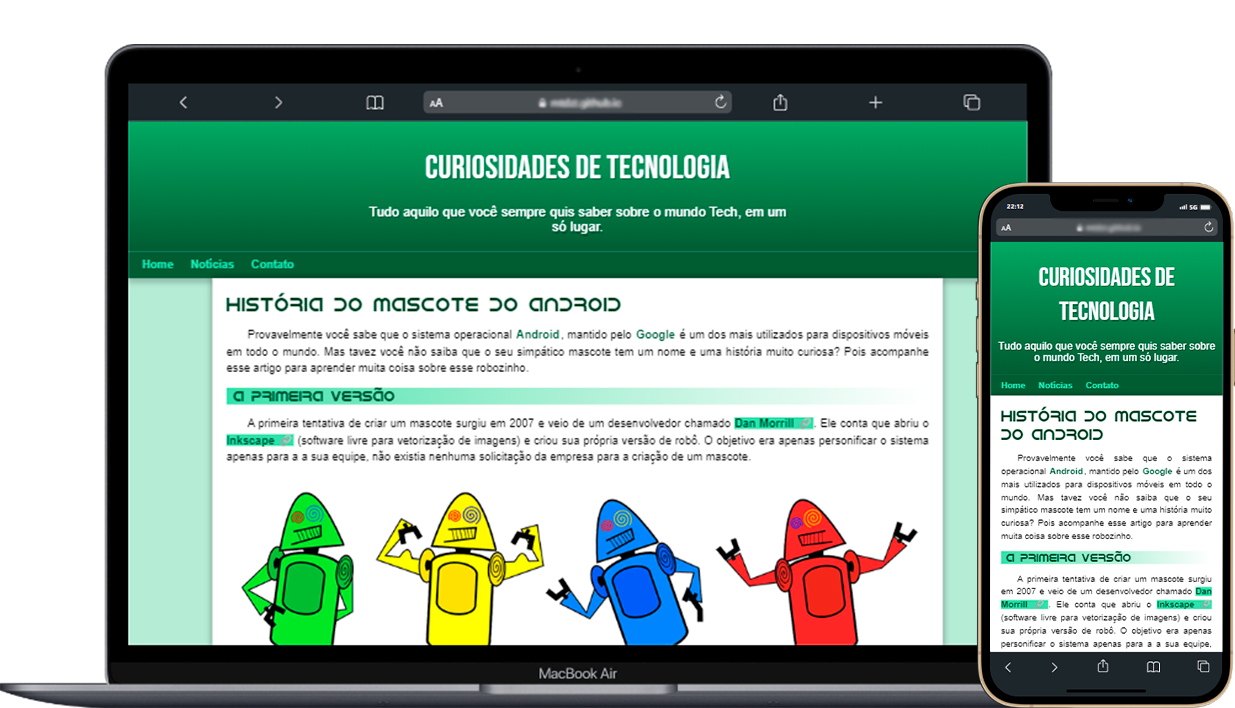 AA
CURIOSIDADES DE TECNOLOGIA
Tudo aquilo que você sempre quis saber sobre o mundo Tech, em um
só lugar.
Home Notícias Contato
HISTÓRIA DO MASCOTE DO ANDROID
Provavelmente você sabe que o sistema operacional Android, mantido pelo Google é um dos mais utilizados para dispositivos móveis
em todo o mundo. Mas tavez você não saiba que o seu simpático mascote tem um nome e uma história muito curiosa? Pois acompanhe
esse artigo para aprender muita coisa sobre esse robozinho.
A PRIMEIRA VERSÃO
A primeira tentativa de criar um mascote surgiu em 2007 e veio de um desenvolvedor chamado Dan Morrill. Ele conta que abriu o
Inkscape (software livre para vetorização de imagens) e criou sua própria versão de robô. O objetivo era apenas personificar o sistema
apenas para a a sua equipe, não existia nenhuma solicitação da empresa para a criação de um mascote.
MacBook Air
22:12
5G
AA
CURIOSIDADES DE
TECNOLOGIA
Tudo aquilo que você sempre quis saber sobre
o mundo Tech, em um só lugar.
Home Notícias Contato
HISTÓRIA DO MASCOTE
DO ANDROID
Provavelmente você sabe que o sistema
operacional Android, mantido pelo Google é um dos
mais utilizados para dispositivos móveis em todo o
mundo. Mas tavez você não saiba que o seu
simpático mascote tem um nome e uma história muito
curiosa? Pois acompanhe esse artigo para aprender
muita coisa sobre esse robozinho.
A PRIMEIRA VERSÃO
A primeira tentativa de criar um mascote surgiu
em 2007 e veio de um desenvolvedor chamado Dan
Morrill. Ele conta que abriu o Inkscape
(software livre para vetorização de imagens) e criou
sua própria versão de robô. O objetivo era apenas
personificar o sistema apenas para a a sua equipe,